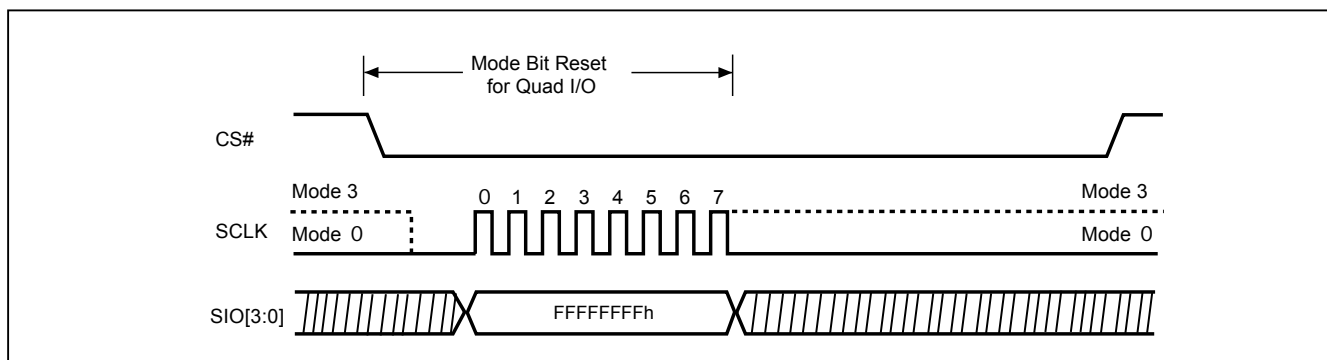 Mode Bit Reset
for Quad I/O
CS#
Mode 3
0 1 2 3 4 5 6 7
Mode 3
SCLK
Mode 0
Mode 0
SIO[3:0]
FFFFFFFFh